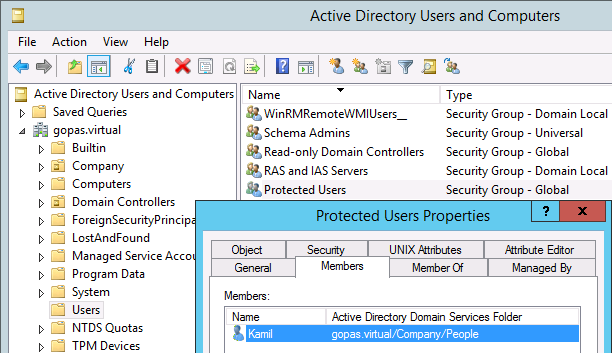 Active Directory Users and Computers
File Action View Help
Active Directory Users and Computers
Saved Queries
gopas.virtual
Builtin
Company
Computers
Domain Controllers
ForeignSecurityPrincipa
LostAndFound
Managed Service Accou
Program Data
System
Users
NTDS Quotas
TPM Devices
Name Type
WinRMRemoteWMIUsers__ Security Group - Domain Local
Schema Admins Security Group - Universal
Read-only Domain Controllers Security Group - Global
RAS and IAS Servers Security Group - Domain Local
Protected Users Security Group - Global
Protected Users Properties
Object Security UNIX Attributes Attribute Editor
General Members Member Of Managed By
Members:
Name Active Directory Domain Services Folder
Kamil gopas.virtual/Company/People